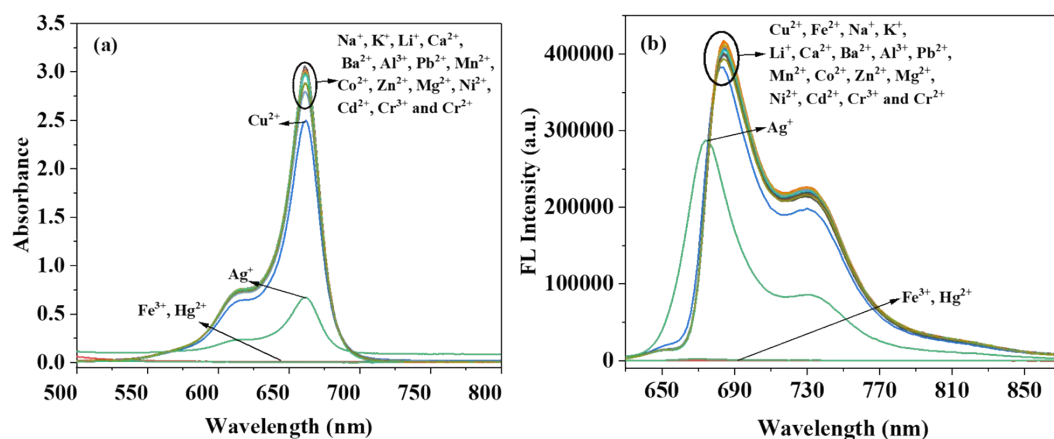 (a)
Na⁺, K⁺, Li⁺, Ca²⁺,
Ba²⁺, Al³⁺, Pb²⁺, Mn²⁺,
Co²⁺, Zn²⁺, Mg²⁺, Ni²⁺,
Cd²⁺, Cr³⁺ and Cr²⁺
Cu²⁺
Ag⁺
Fe³⁺, Hg²⁺
Absorbance
3.5
3.0
2.5
2.0
1.5
1.0
0.5
0.0
500 550 600 650 700 750 800
Wavelength (nm)
(b)
Cu²⁺, Fe²⁺, Na⁺, K⁺,
Li⁺, Ca²⁺, Ba²⁺, Al³⁺, Pb²⁺,
Mn²⁺, Co²⁺, Zn²⁺, Mg²⁺,
Ni²⁺, Cd²⁺, Cr³⁺ and Cr²⁺
Ag⁺
Fe³⁺, Hg²⁺
FL Intensity (a.u.)
400000
300000
200000
100000
0
650 690 730 770 810 850
Wavelength (nm)